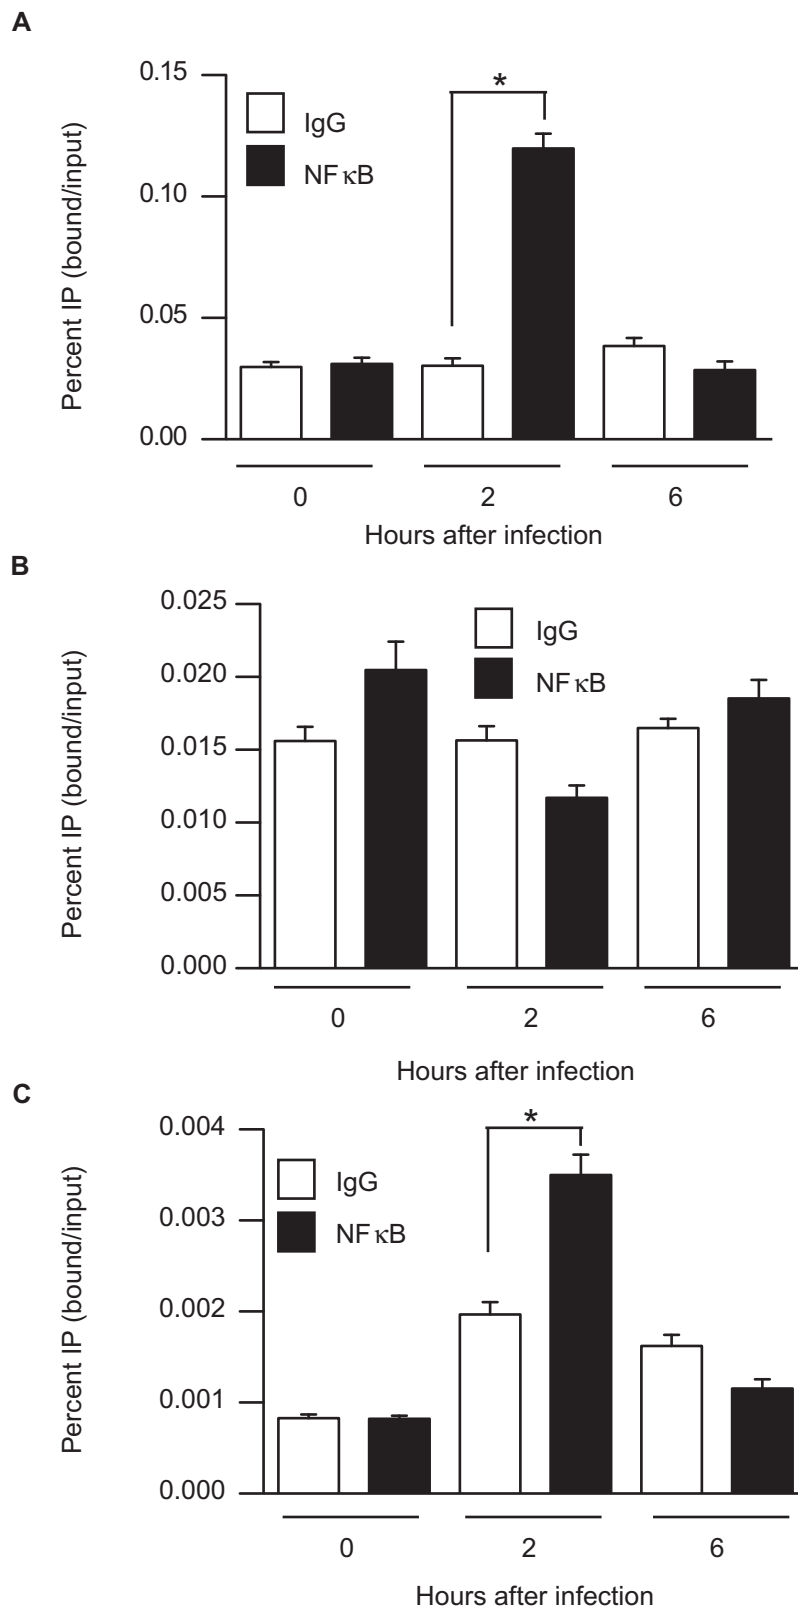 A
0.15
0.10
0.05
0.00
Percent IP (bound/input)
IgG
NFκB
*
0 2 6
Hours after infection
B
0.025
0.020
0.015
0.010
0.005
0.000
Percent IP (bound/input)
IgG
NFκB
0 2 6
Hours after infection
C
0.004
0.003
0.002
0.001
0.000
Percent IP (bound/input)
IgG
NFκB
*
0 2 6
Hours after infection